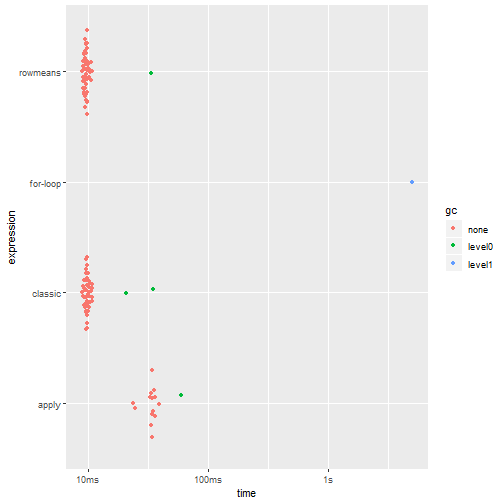 rowmeans
for-loop
classic
apply
expression
10ms
100ms
1s
time
gc
none
level0
level1